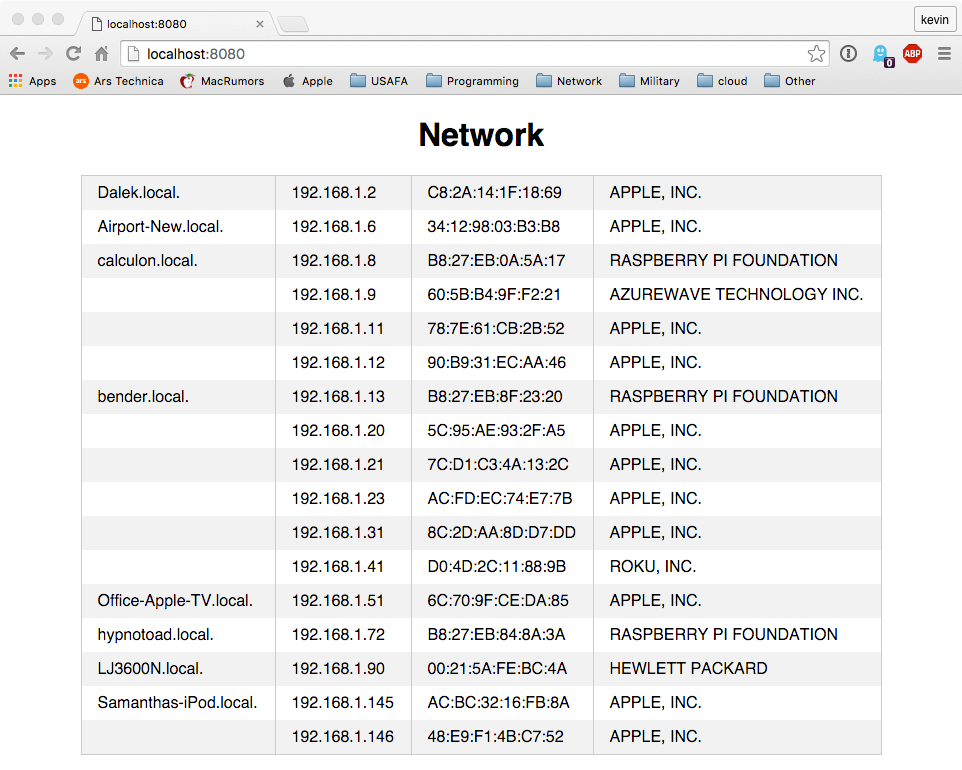 localhost:8080
kevin
localhost:8080 ABP 0
Apps ars Ars Technica MacRumors Apple USAFA Programming Network Military cloud Other
Network
Dalek.local. 192.168.1.2 C8:2A:14:1F:18:69 APPLE, INC.
Airport-New.local. 192.168.1.6 34:12:98:03:B3:B8 APPLE, INC.
calculon.local. 192.168.1.8 B8:27:EB:0A:5A:17 RASPBERRY PI FOUNDATION
192.168.1.9 60:5B:B4:9F:F2:21 AZUREWAVE TECHNOLOGY INC.
192.168.1.11 78:7E:61:CB:2B:52 APPLE, INC.
192.168.1.12 90:B9:31:EC:AA:46 APPLE, INC.
bender.local. 192.168.1.13 B8:27:EB:8F:23:20 RASPBERRY PI FOUNDATION
192.168.1.20 5C:95:AE:93:2F:A5 APPLE, INC.
192.168.1.21 7C:D1:C3:4A:13:2C APPLE, INC.
192.168.1.23 AC:FD:EC:74:E7:7B APPLE, INC.
192.168.1.31 8C:2D:AA:8D:D7:DD APPLE, INC.
192.168.1.41 D0:4D:2C:11:88:9B ROKU, INC.
Office-Apple-TV.local. 192.168.1.51 6C:70:9F:CE:DA:85 APPLE, INC.
hypnotoad.local. 192.168.1.72 B8:27:EB:84:8A:3A RASPBERRY PI FOUNDATION
LJ3600N.local. 192.168.1.90 00:21:5A:FE:BC:4A HEWLETT PACKARD
Samanthas-iPod.local. 192.168.1.145 AC:BC:32:16:FB:8A APPLE, INC.
192.168.1.146 48:E9:F1:4B:C7:52 APPLE, INC.